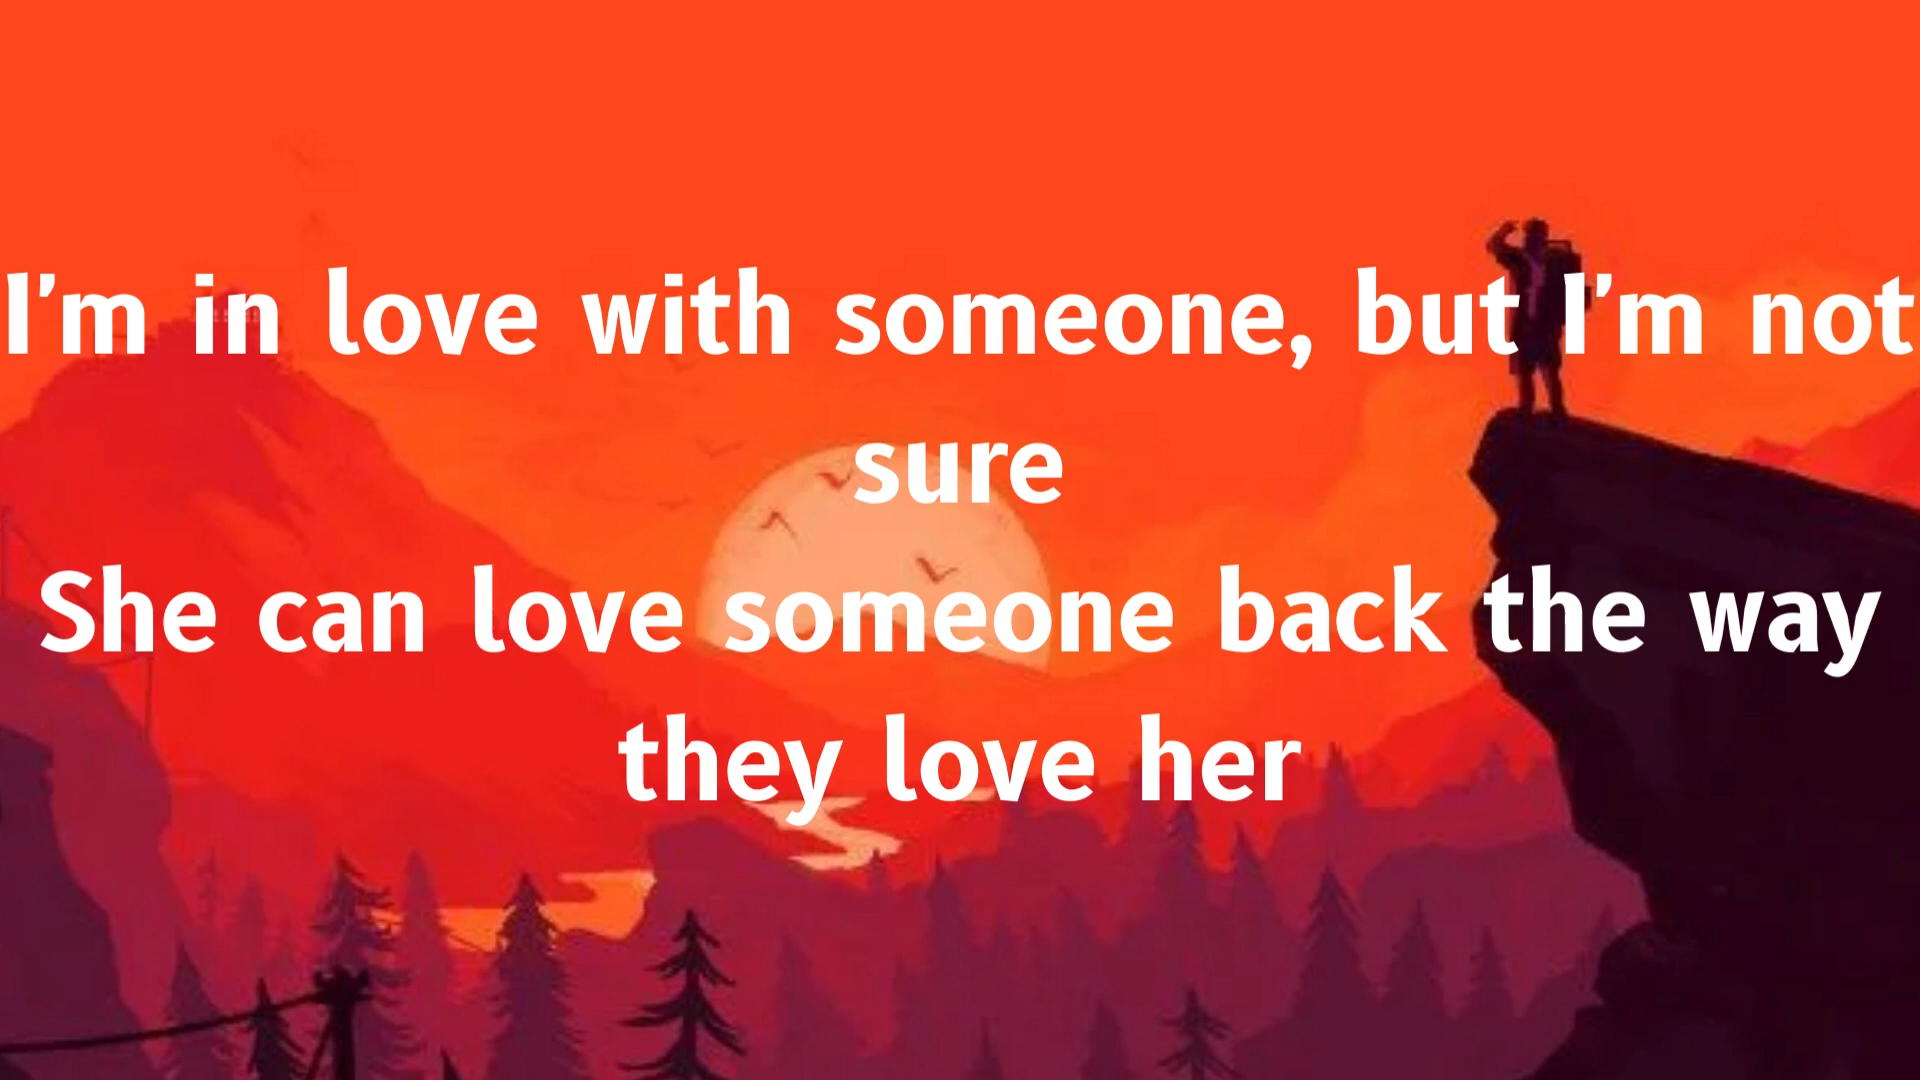 I'm in love with someone, but I'm not
sure
She can love someone back the way
they love her